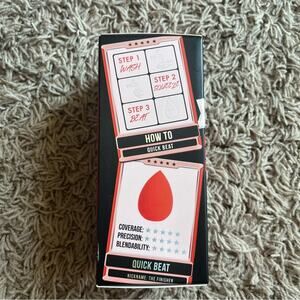 STEP 1
WASH
STEP 2
SQUEEZE
STEP 3
BEAT
HOW TO
QUICK BEAT
COVERAGE:
PRECISION:
BLENDABILITY:
QUICK BEAT
NICKNAME: THE FINISHER